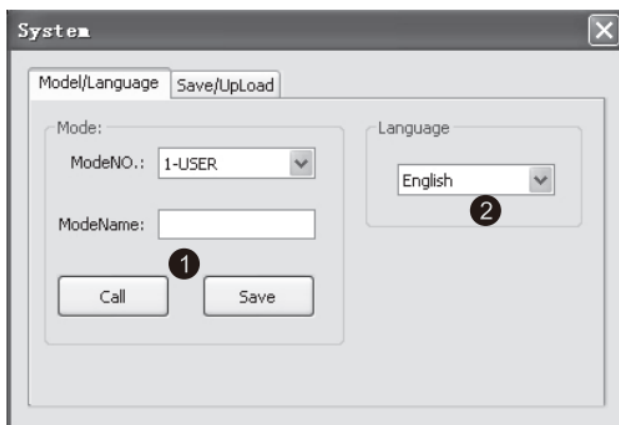 System
Model/Language Save/UpLoad
Mode:
ModeNO.: 1-USER
ModeName:
1
Call Save
Language
English
2